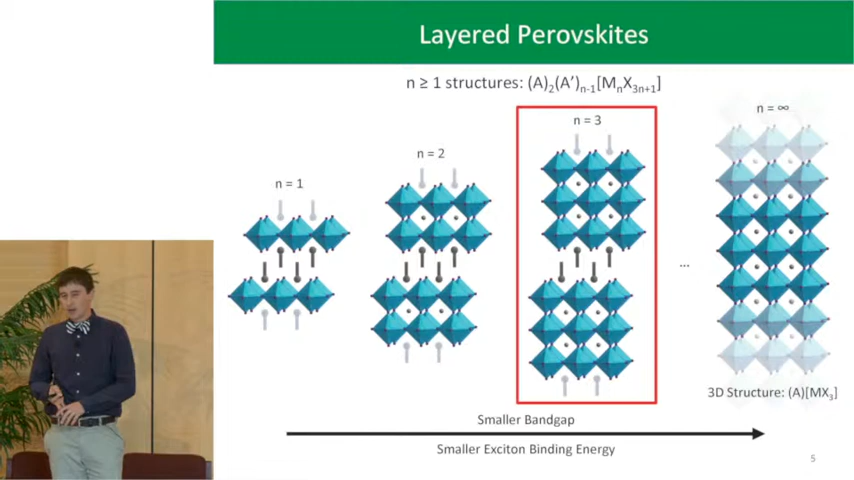 Layered Perovskites
n ≥ 1 structures: (A)₂(A’)ₙ₋₁[MₙX₃ₙ₊₁]
n = ∞
n = 3
n = 2
n = 1
...
3D Structure: (A)[MX₃]
Smaller Bandgap
Smaller Exciton Binding Energy
5